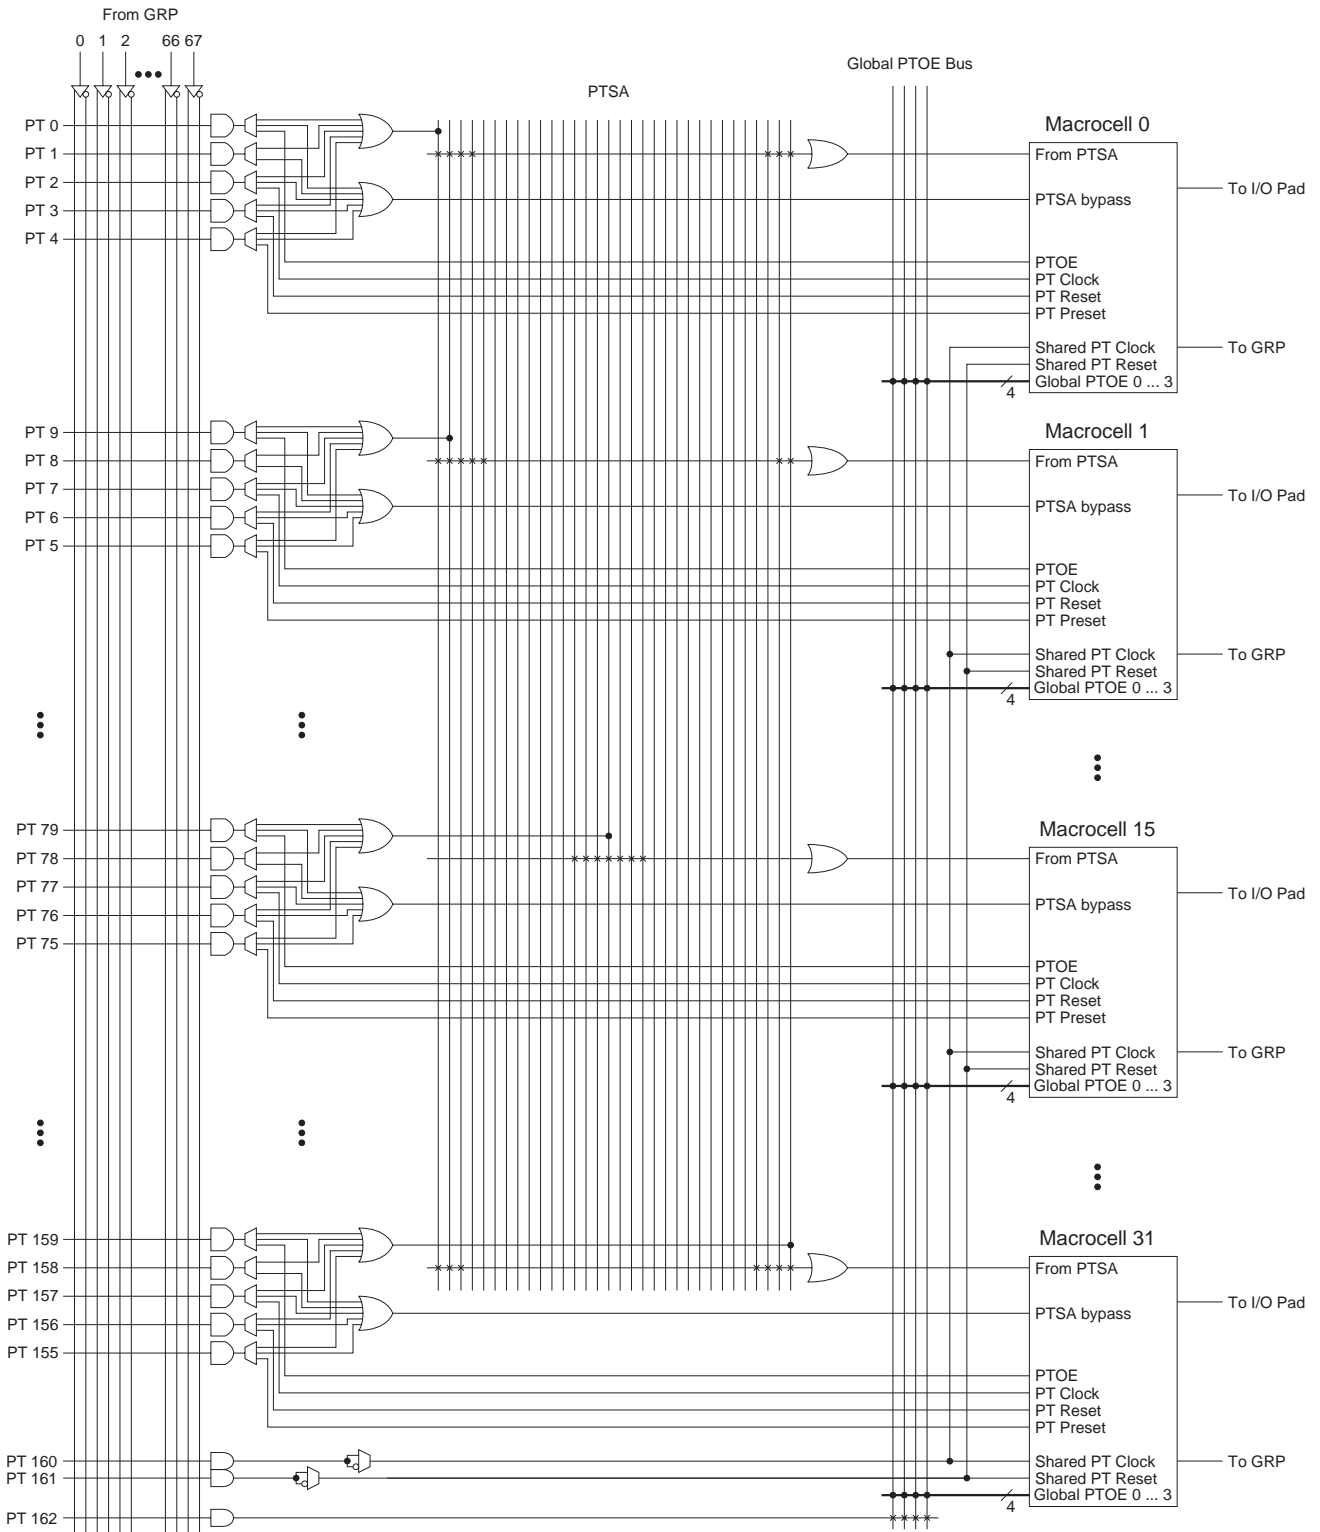 From GRP
0 1 2 66 67
Global PTOE Bus
PTSA
PT 0
PT 1
PT 2
PT 3
PT 4
Macrocell 0
From PTSA
PTSA bypass
PTOE
PT Clock
PT Reset
PT Preset
Shared PT Clock
Shared PT Reset
Global PTOE 0 ... 3
4
To I/O Pad
To GRP
PT 9
PT 8
PT 7
PT 6
PT 5
Macrocell 1
From PTSA
PTSA bypass
PTOE
PT Clock
PT Reset
PT Preset
Shared PT Clock
Shared PT Reset
Global PTOE 0 ... 3
4
To I/O Pad
To GRP
PT 79
PT 78
PT 77
PT 76
PT 75
Macrocell 15
From PTSA
PTSA bypass
PTOE
PT Clock
PT Reset
PT Preset
Shared PT Clock
Shared PT Reset
Global PTOE 0 ... 3
4
To I/O Pad
To GRP
PT 159
PT 158
PT 157
PT 156
PT 155
Macrocell 31
From PTSA
PTSA bypass
PTOE
PT Clock
PT Reset
PT Preset
Shared PT Clock
Shared PT Reset
Global PTOE 0 ... 3
4
To I/O Pad
To GRP
PT 160
PT 161
PT 162